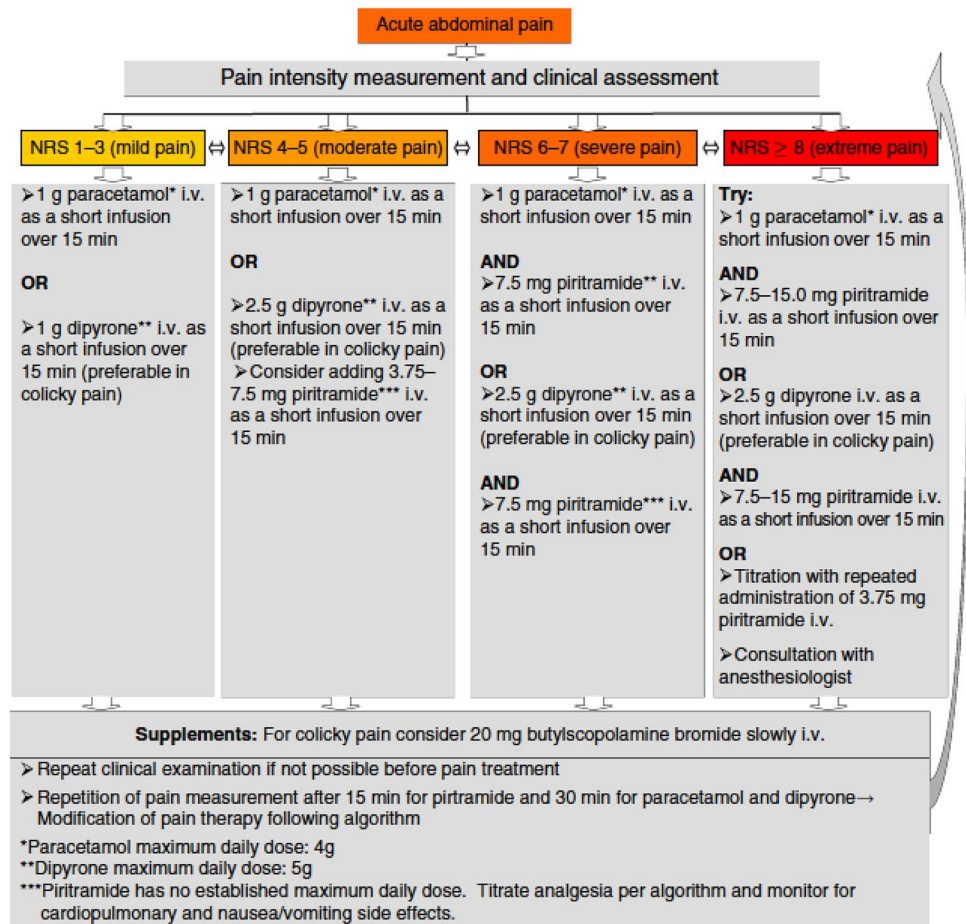 Acute abdominal pain
Pain intensity measurement and clinical assessment
NRS 1–3 (mild pain)
⇔
NRS 4–5 (moderate pain)
⇔
NRS 6–7 (severe pain)
⇔
NRS ≥ 8 (extreme pain)
➢1 g paracetamol* i.v.
as a short infusion
over 15 min
OR
➢1 g dipyrone** i.v. as
a short infusion over
15 min (preferable in
colicky pain)
➢1 g paracetamol* i.v. as a
short infusion over 15 min
OR
➢2.5 g dipyrone** i.v. as a
short infusion over 15 min
(preferable in colicky pain)
➢Consider adding 3.75–
7.5 mg piritramide*** i.v.
as a short infusion over
15 min
➢1 g paracetamol* i.v. as a
short infusion over 15 min
AND
➢7.5 mg piritramide** i.v.
as a short infusion over
15 min
OR
➢2.5 g dipyrone** i.v. as a
short infusion over 15 min
(preferable in colicky pain)
AND
➢7.5 mg piritramide*** i.v.
as a short infusion over
15 min
Try:
➢1 g paracetamol* i.v. as a
short infusion over 15 min
AND
➢7.5–15.0 mg piritramide
i.v. as a short infusion over
15 min
OR
➢2.5 g dipyrone i.v. as a
short infusion over 15 min
(preferable in colicky pain)
AND
➢7.5–15 mg piritramide i.v.
as a short infusion over 15 min
OR
➢Titration with repeated
administration of 3.75 mg
piritramide i.v.
➢Consultation with
anesthesiologist
Supplements: For colicky pain consider 20 mg butylscopolamine bromide slowly i.v.
➢ Repeat clinical examination if not possible before pain treatment
➢ Repetition of pain measurement after 15 min for pirtramide and 30 min for paracetamol and dipyrone→
Modification of pain therapy following algorithm
*Paracetamol maximum daily dose: 4g
**Dipyrone maximum daily dose: 5g
***Piritramide has no established maximum daily dose. Titrate analgesia per algorithm and monitor for
cardiopulmonary and nausea/vomiting side effects.